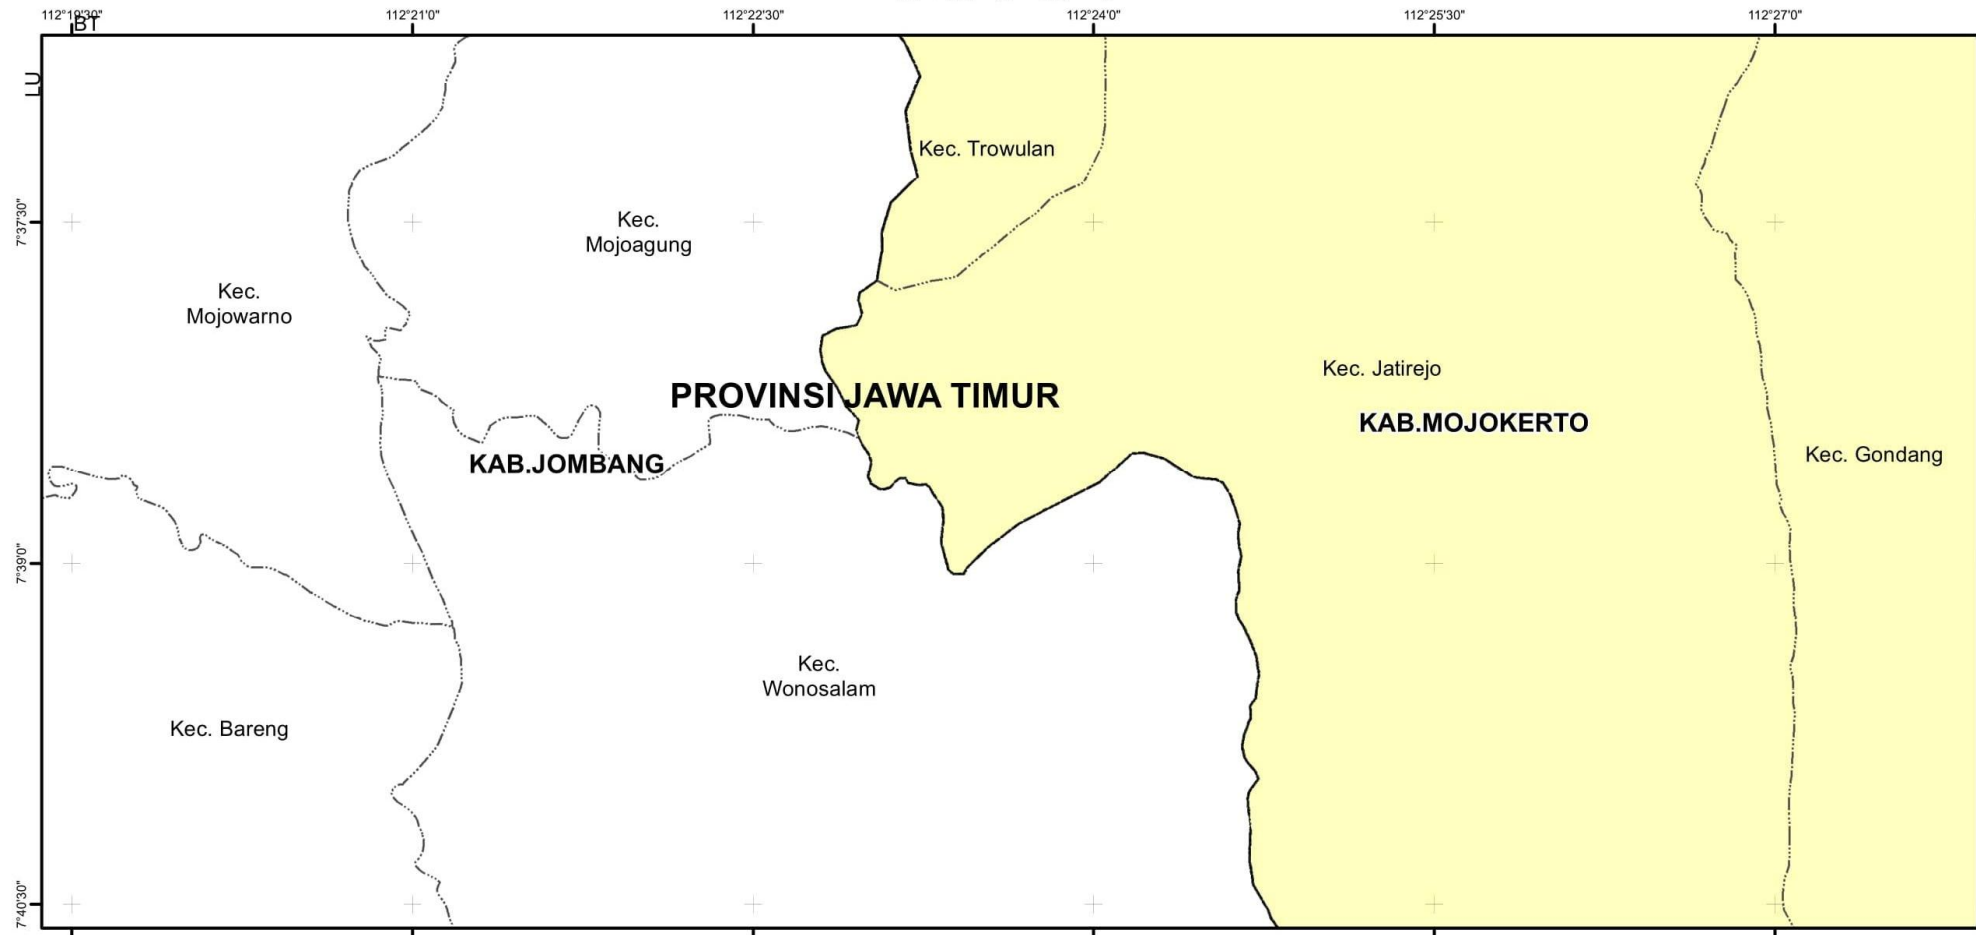 112°19'30" 112°21'0" 112°22'30" 112°24'0" 112°25'30" 112°27'0"
BT
LU
Kec. Trowulan
7°37'30"
Kec.
Mojoagung
Kec.
Mojowarno
Kec. Jatirejo
PROVINSI JAWA TIMUR
KAB.MOJOKERTO
Kec. Gondang
KAB.JOMBANG
7°39'0"
Kec.
Wonosalam
Kec. Bareng
7°40'30"